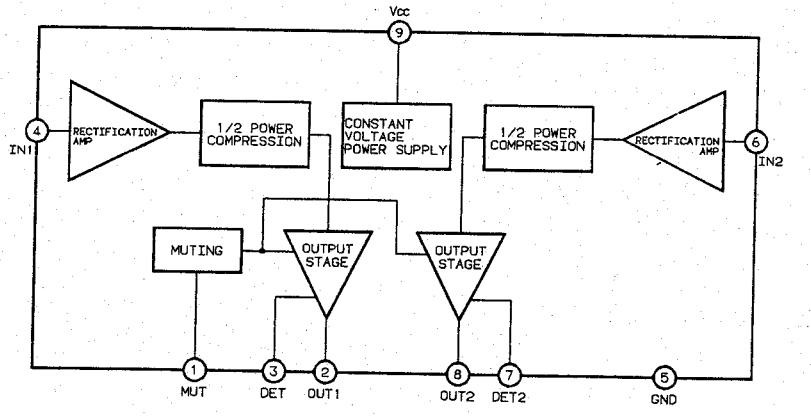 Vcc
9
4
IN1
RECTIFICATION
AMP
1/2 POWER
COMPRESSION
CONSTANT
VOLTAGE
POWER SUPPLY
1/2 POWER
COMPRESSION
RECTIFICATION
AMP
6
IN2
MUTING
OUTPUT
STAGE
OUTPUT
STAGE
1
MUT
3
DET
2
OUT1
8
OUT2
7
DET2
5
GND